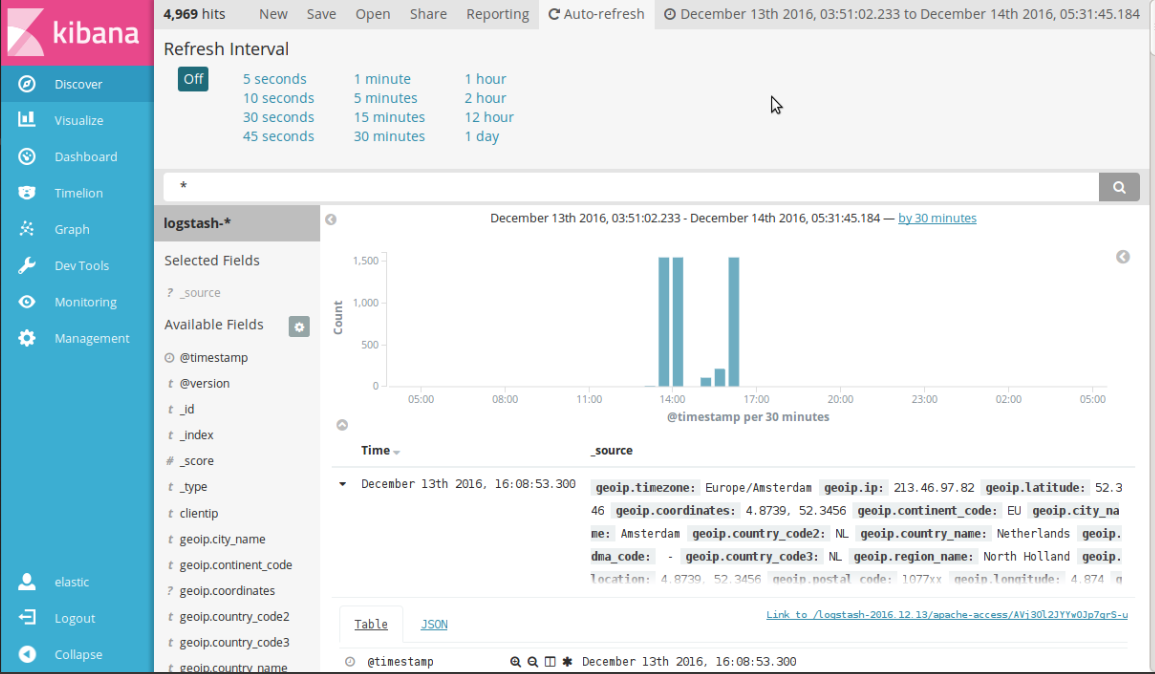 kibana
4,969 hits New Save Open Share Reporting Auto-refresh December 13th 2016, 03:51:02.233 to December 14th 2016, 05:31:45.184
Refresh Interval
Off 5 seconds 1 minute 1 hour
10 seconds 5 minutes 2 hour
30 seconds 15 minutes 12 hour
45 seconds 30 minutes 1 day
Discover
Visualize
Dashboard
Timelion
Graph
Dev Tools
Monitoring
Management
elastic
Logout
Collapse
*
logstash-*
Selected Fields
? _source
Available Fields
@timestamp
t @version
t _id
t _index
# _score
t _type
t clientip
t geoip.city_name
t geoip.continent_code
? geoip.coordinates
t geoip.country_code2
t geoip.country_code3
t geoip.country_name
December 13th 2016, 03:51:02.233 - December 14th 2016, 05:31:45.184 — by 30 minutes
Count
1,500
1,000
500
0
05:00 08:00 11:00 14:00 17:00 20:00 23:00 02:00 05:00
@timestamp per 30 minutes
Time _source
December 13th 2016, 16:08:53.300
geoip.timezone: Europe/Amsterdam geoip.ip: 213.46.97.82 geoip.latitude: 52.3
46 geoip.coordinates: 4.8739, 52.3456 geoip.continent_code: EU geoip.city_na
me: Amsterdam geoip.country_code2: NL geoip.country_name: Netherlands geoip.
dma_code: - geoip.country_code3: NL geoip.region_name: North Holland geoip.
location: 4.8739, 52.3456 geoip.postal_code: 1077xx geoip.longitude: 4.874 g
Table JSON
Link to /logstash-2016.12.13/apache-access/AVj3Ol2JYYwOJp7qrS-u
@timestamp December 13th 2016, 16:08:53.300